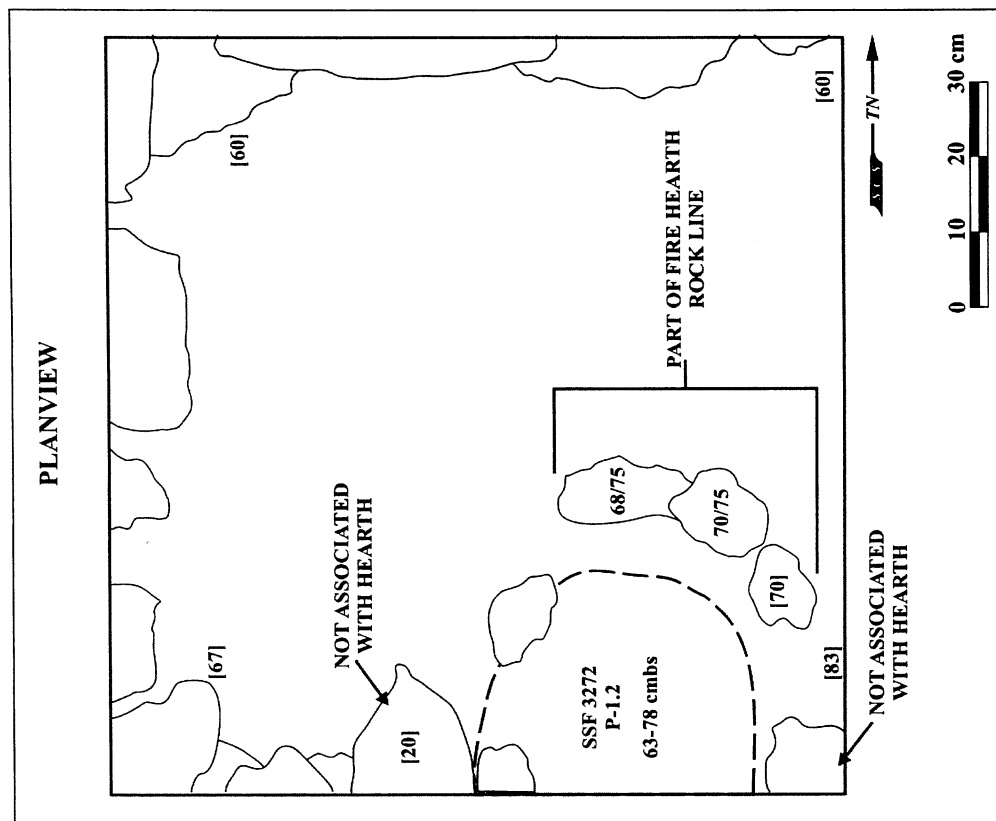 PLANVIEW
[60]
[60]
TN
SCS
0 10 20 30 cm
PART OF FIRE HEARTH
ROCK LINE
68/75
70/75
[70]
NOT ASSOCIATED
WITH HEARTH
[67]
[20]
SSF 3272
P-1.2
63-78 cmbs
[83]
NOT ASSOCIATED
WITH HEARTH